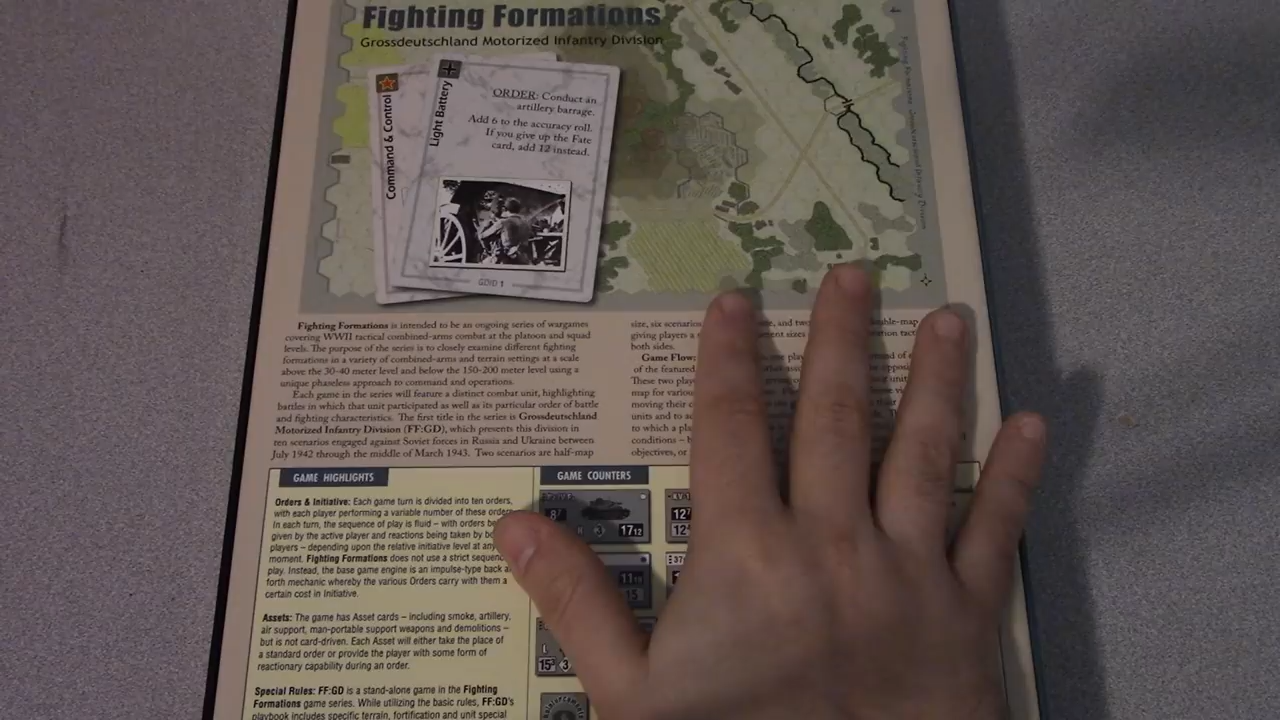 Fighting Formations
Grossdeutschland Motorized Infantry Division
Command & Control
Light Battery
ORDER: Conduct an
artillery barrage.
Add 6 to the accuracy roll.
If you give up the Fate
card, add 12 instead.
GDID 1
4
Fighting Formations is intended to be an ongoing series of wargames
covering WWII tactical combined-arms combat at the platoon and squad
levels. The purpose of the series is to closely examine different fighting
formations in a variety of combined-arms and terrain settings at a scale
above the 30-40 meter level and below the 150-200 meter level using a
unique phaseless approach to command and operations.
Each game in the series will feature a distinct combat unit, highlighting
battles in which that unit participated as well as its particular order of battle
and fighting characteristics. The first title in the series is Grossdeutschland
Motorized Infantry Division (FF:GD), which presents this division in
ten scenarios engaged against Soviet forces in Russia and Ukraine between
July 1942 through the middle of March 1943. Two scenarios are half-map
size, six scenarios and two
giving players a
both sides.
Game Flow:
of the featured
These two play
map for various
moving their
units and to
to which a
conditions –
objectives, or
GAME HIGHLIGHTS
Orders & Initiative: Each game turn is divided into ten orders,
with each player performing a variable number of these orders
In each turn, the sequence of play is fluid – with orders
given by the active player and reactions being taken by
players – depending upon the relative initiative level at any
moment. Fighting Formations does not use a strict
play. Instead, the base game engine is an impulse-type back
forth mechanic whereby the various Orders carry with them a
certain cost in Initiative.
Assets: The game has Asset cards – including smoke, artillery,
air support, man-portable support weapons and demolitions –
but is not card-driven. Each Asset will either take the place of
a standard order or provide the player with some form of
reactionary capability during an order.
Special Rules: FF:GD is a stand-alone game in the Fighting
Formations game series. While utilizing the basic rules, FF:GD's
playbook includes specific terrain, fortification and unit special
GAME COUNTERS
17 12
15